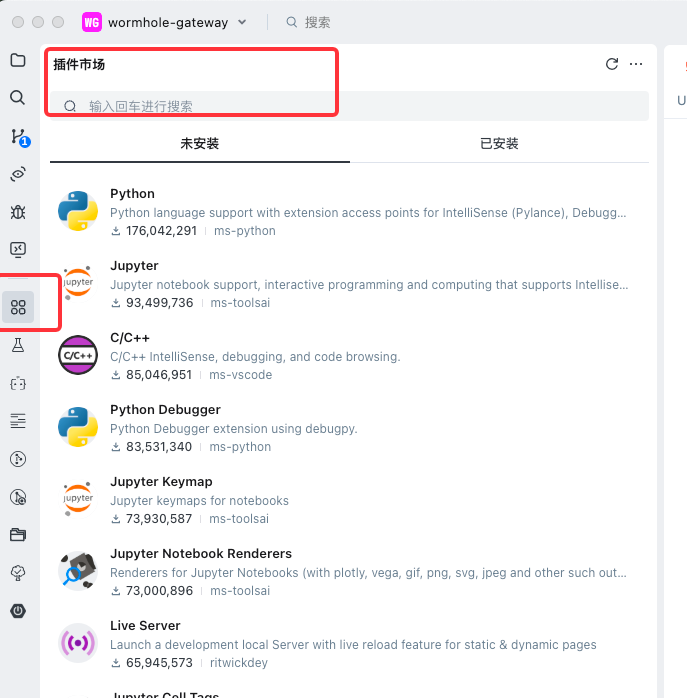 WG wormhole-gateway 搜索
插件市场
输入回车进行搜索
未安装 已安装
1
U
Python
Python language support with extension access points for IntelliSense (Pylance), Debugg...
176,042,291 ms-python
Jupyter
Jupyter notebook support, interactive programming and computing that supports Intellise...
93,499,736 ms-toolsai
C/C++
C/C++ IntelliSense, debugging, and code browsing.
85,046,951 ms-vscode
Python Debugger
Python Debugger extension using debugpy.
83,531,340 ms-python
Jupyter Keymap
Jupyter keymaps for notebooks
73,930,587 ms-toolsai
Jupyter Notebook Renderers
Renderers for Jupyter Notebooks (with plotly, vega, gif, png, svg, jpeg and other such out...
73,000,896 ms-toolsai
Live Server
Launch a development local Server with live reload feature for static & dynamic pages
65,945,573 ritwickdey
Jupyter Cell Tags
jupyter
C/C++
jupyter